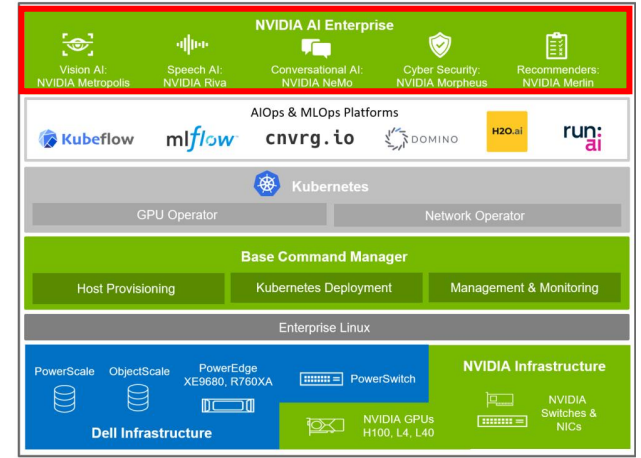 NVIDIA AI Enterprise
Vision AI:
NVIDIA Metropolis
Speech AI:
NVIDIA Riva
Conversational AI:
NVIDIA NeMo
Cyber Security:
NVIDIA Morpheus
Recommenders:
NVIDIA Merlin
AIOps & MLOps Platforms
Kubeflow
mlflow
cnvrg.io
DOMINO
H2O.ai
run:
ai
Kubernetes
GPU Operator
Network Operator
Base Command Manager
Host Provisioning
Kubernetes Deployment
Management & Monitoring
Enterprise Linux
PowerScale
ObjectScale
PowerEdge
XE9680, R760XA
PowerSwitch
Dell Infrastructure
NVIDIA GPUs
H100, L4, L40
NVIDIA Infrastructure
NVIDIA
Switches &
NICs